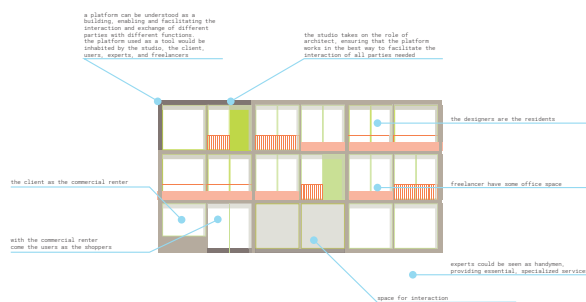 a platform can be understood as a
building, enabling and facilitating the
interaction and exchange of different
parties with different functions
the platform used as a tool would be
inhabited by the studio, the client,
users, experts, and freelancers
the studio takes on the role of
architect, ensuring that the platform
works in the best way to facilitate the
interaction of all parties needed
the designers are the residents
the client as the commercial renter
freelancer have some office space
with the commercial renter
come the users as the shoppers
experts could be seen as handymen,
providing essential, specialized service
space for interaction